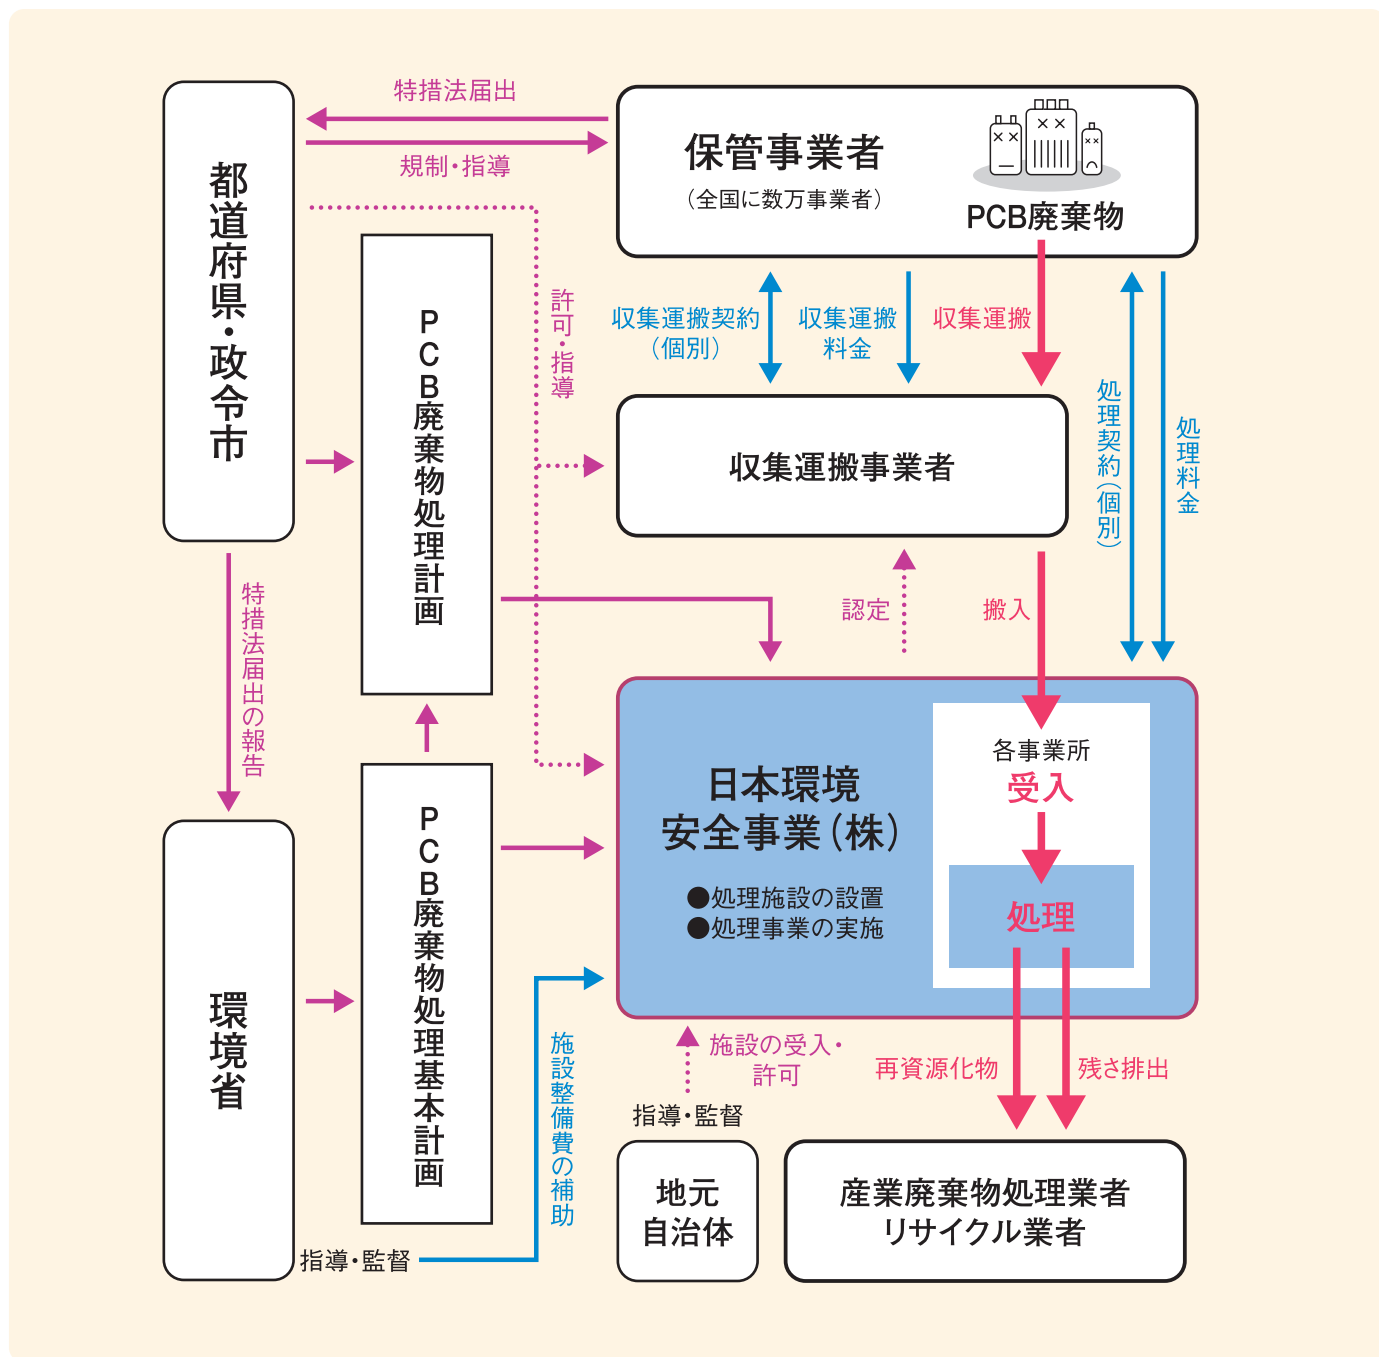 特措法届出
規制・指導
都道府県・政令市
保管事業者
（全国に数万事業者）
PCB廃棄物
PCB廃棄物処理計画
許可・指導
収集運搬契約
（個別）
収集運搬
料金
収集運搬
処理契約（個別）
処理料金
収集運搬事業者
特措法届出の報告
認定
搬入
日本環境
安全事業（株）
●処理施設の設置
●処理事業の実施
各事業所
受入
処理
環境省
PCB廃棄物処理基本計画
施設整備費の補助
指導・監督
施設の受入・
許可
再資源化物
残さ排出
指導・監督
地元
自治体
産業廃棄物処理業者
リサイクル業者